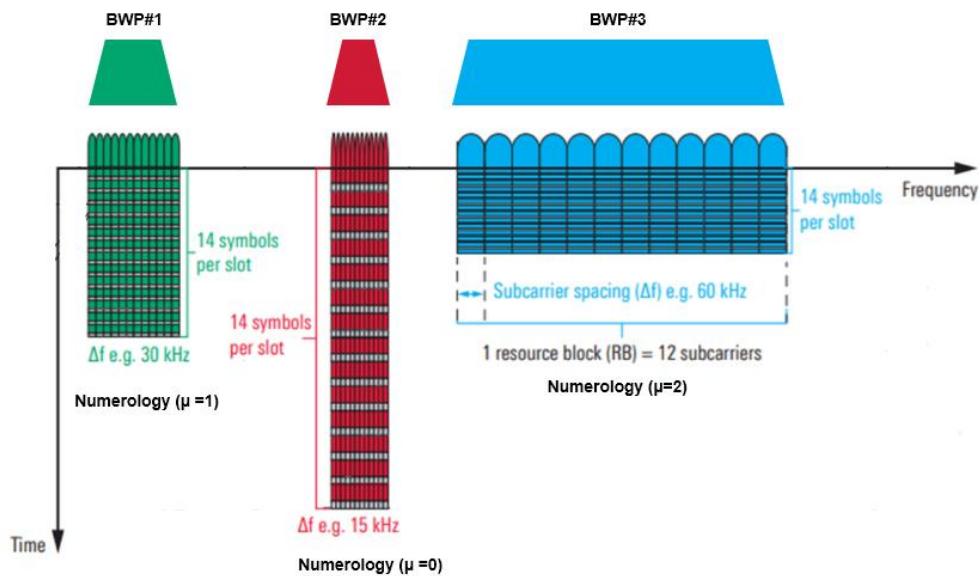 BWP#1
BWP#2
BWP#3
Frequency
14 symbols
per slot
14 symbols
per slot
Subcarrier spacing (Δf) e.g. 60 kHz
14 symbols
per slot
1 resource block (RB) = 12 subcarriers
Δf e.g. 30 kHz
Numerology (μ=2)
Numerology (μ =1)
Δf e.g. 15 kHz
Time
Numerology (μ =0)